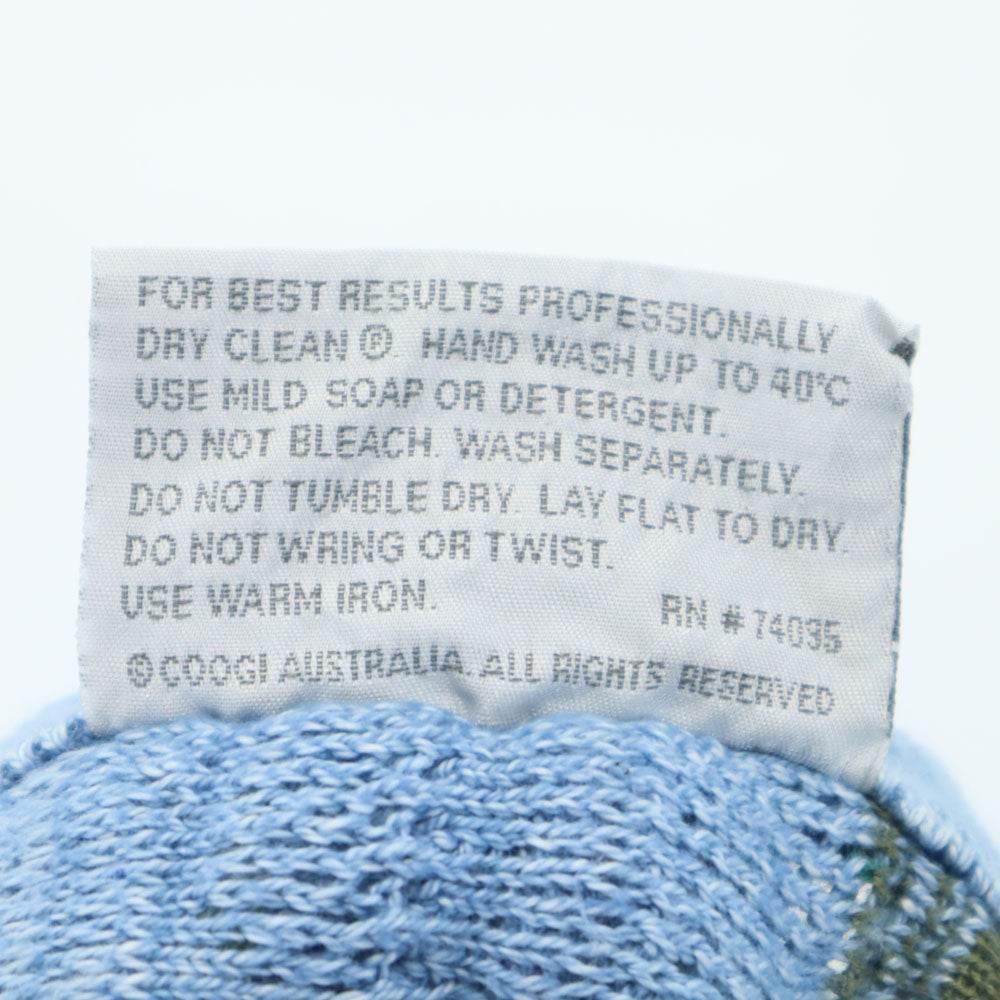 FOR BEST RESULTS PROFESSIONALLY
DRY CLEAN ®. HAND WASH UP TO 40°C
USE MILD SOAP OR DETERGENT.
DO NOT BLEACH. WASH SEPARATELY.
DO NOT TUMBLE DRY. LAY FLAT TO DRY.
DO NOT WRING OR TWIST.
USE WARM IRON.
RN # 74095
®COOGI AUSTRALIA. ALL RIGHTS RESERVED